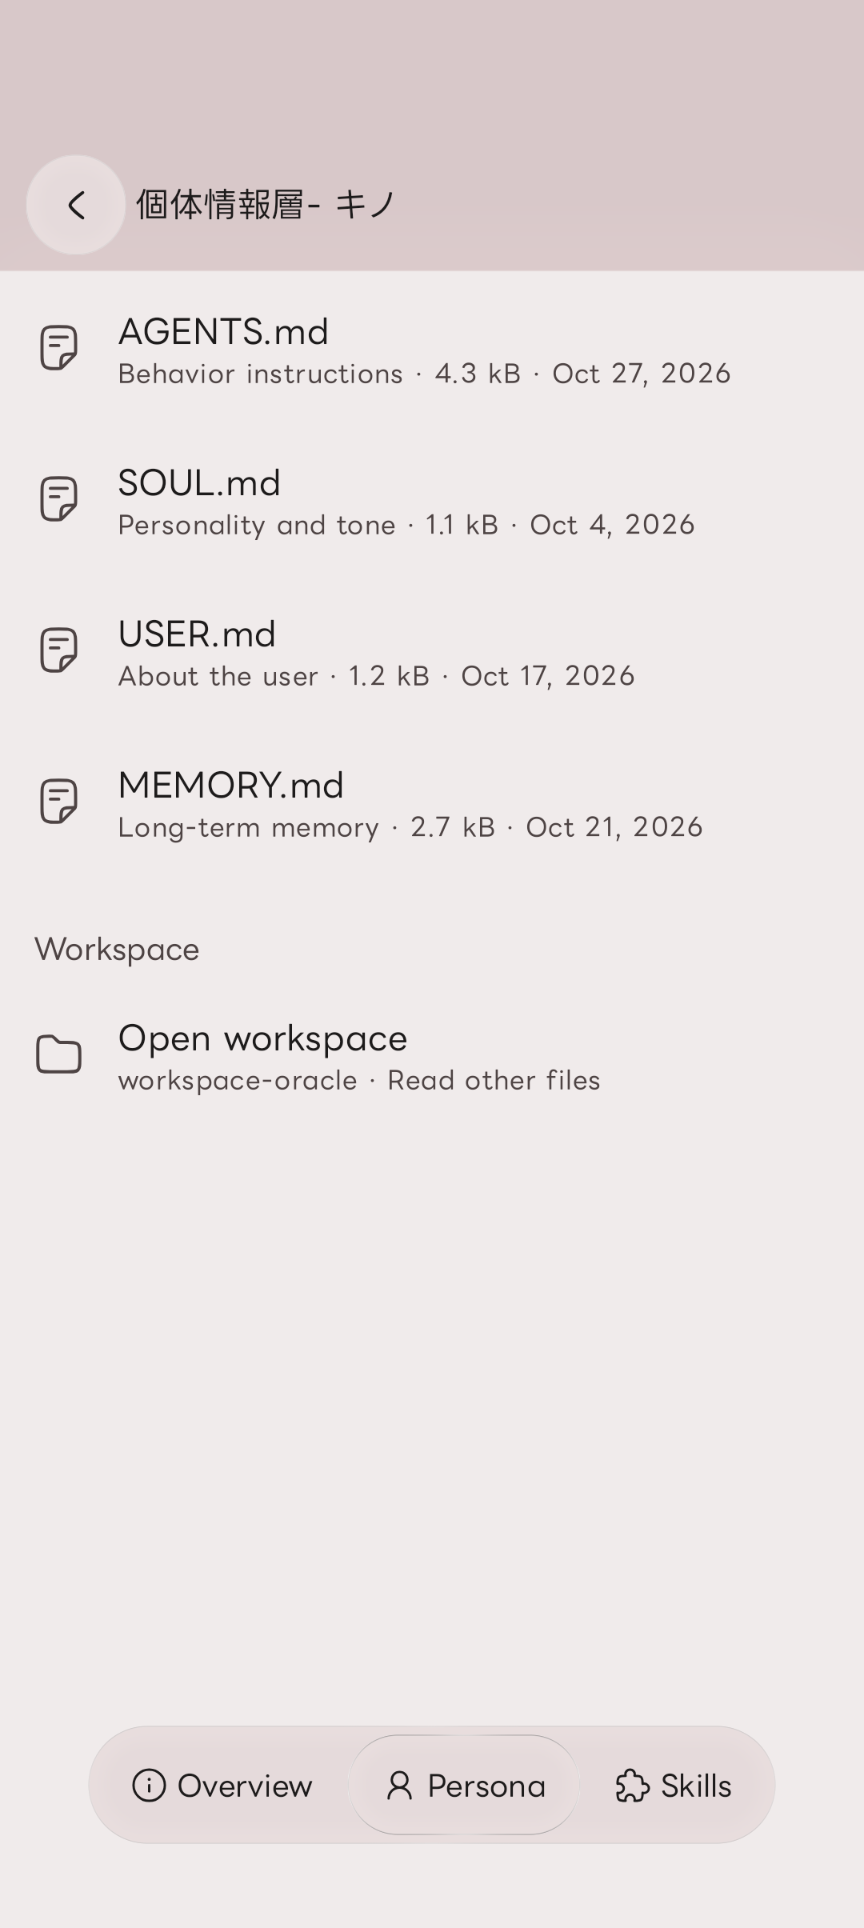 個体情報層- キノ
AGENTS.md
Behavior instructions · 4.3 kB · Oct 27, 2026
SOUL.md
Personality and tone · 1.1 kB · Oct 4, 2026
USER.md
About the user · 1.2 kB · Oct 17, 2026
MEMORY.md
Long-term memory · 2.7 kB · Oct 21, 2026
Workspace
Open workspace
workspace-oracle · Read other files
Overview Persona Skills